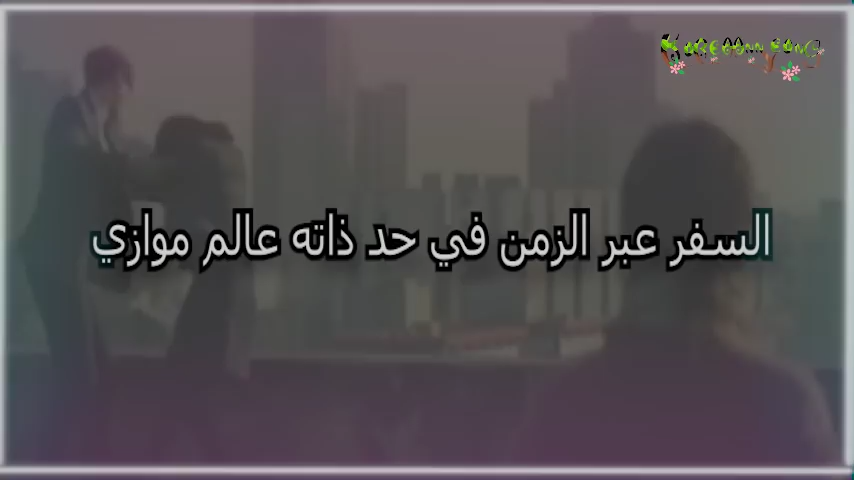 السفر عبر الزمن في حد ذاته عالم موازي